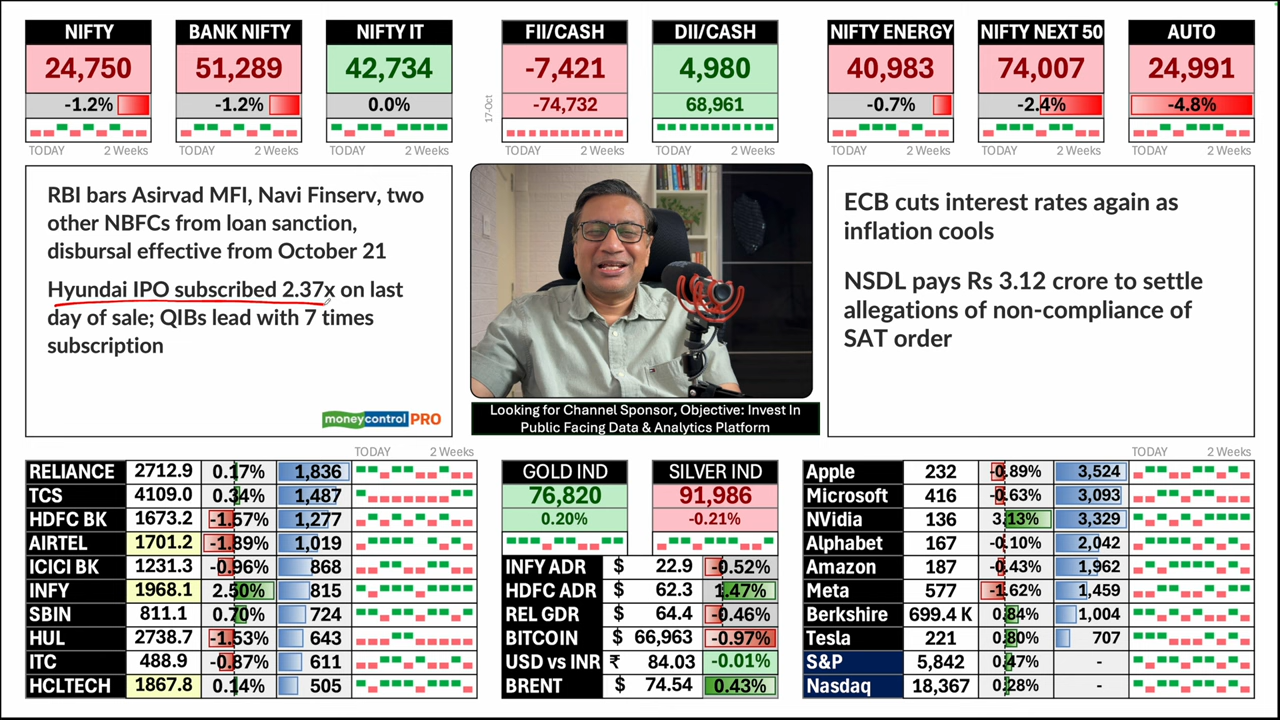 NIFTY
24,750
-1.2%
TODAY 2 Weeks
BANK NIFTY
51,289
-1.2%
NIFTY IT
42,734
0.0%
TODAY 2 Weeks
17-Oct
FII/CASH
-7,421
-74,732
DII/CASH
4,980
68,961
NIFTY ENERGY
40,983
-0.7%
TODAY 2 Weeks
NIFTY NEXT 50
74,007
-2.4%
TODAY 2 Weeks
AUTO
24,991
-4.8%
TODAY 2 Weeks
RBI bars Asirvad MFI, Navi Finserv, two
other NBFCs from loan sanction,
disbursal effective from October 21
Hyundai IPO subscribed 2.37x on last
day of sale; QIBs lead with 7 times
subscription
moneycontrol PRO
Looking for Channel Sponsor, Objective: Invest In
Public Facing Data & Analytics Platform
ECB cuts interest rates again as
inflation cools
NSDL pays Rs 3.12 crore to settle
allegations of non-compliance of
SAT order
TODAY 2 Weeks
RELIANCE 2712.9 0.17% 1,836
TCS 4109.0 0.34% 1,487
HDFC BK 1673.2 -1.57% 1,277
AIRTEL 1701.2 -1.89% 1,019
ICICI BK 1231.3 -0.96% 868
INFY 1968.1 2.50% 815
SBIN 811.1 0.70% 724
HUL 2738.7 -1.53% 643
ITC 488.9 -0.87% 611
HCLTECH 1867.8 0.14% 505
GOLD IND
76,820
0.20%
SILVER IND
91,986
-0.21%
INFY ADR $ 22.9 -0.52%
HDFC ADR $ 62.3 1.47%
REL GDR $ 64.4 -0.46%
BITCOIN $ 66,963 -0.97%
USD vs INR ₹ 84.03 -0.01%
BRENT $ 74.54 0.43%
TODAY 2 Weeks
Apple 232 -0.89% 3,524
Microsoft 416 -0.63% 3,093
NVidia 136 3.13% 3,329
Alphabet 167 -0.10% 2,042
Amazon 187 -0.43% 1,962
Meta 577 -1.62% 1,459
Berkshire 699.4 K 0.84% 1,004
Tesla 221 0.80% 707
S&P 5,842 0.47% -
Nasdaq 18,367 0.28% -